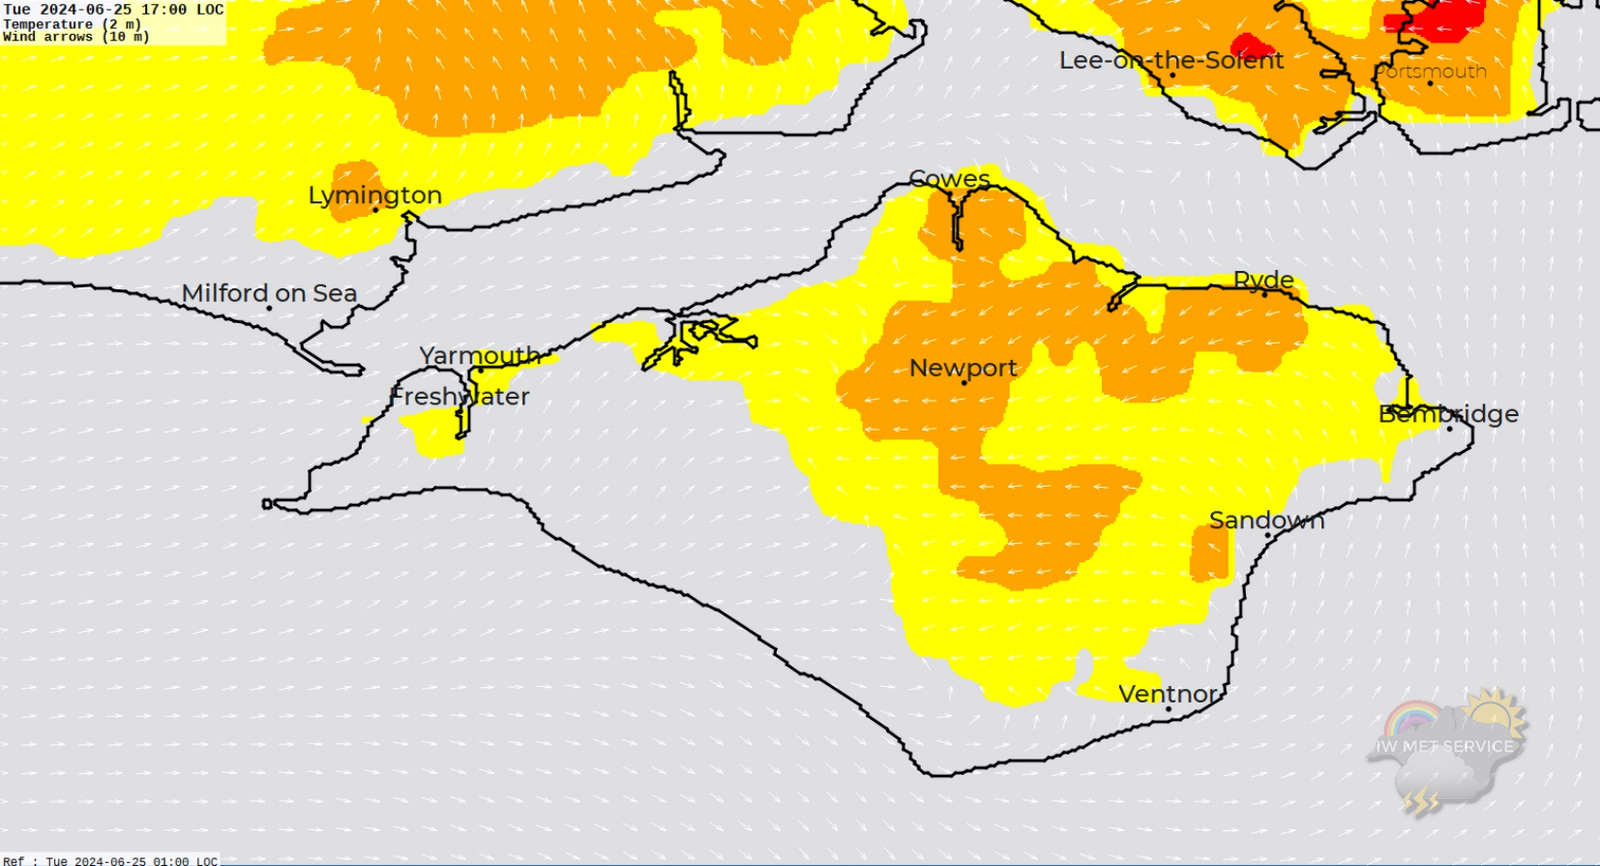 Tue 2024-06-25 17:00 LOC
Temperature (2 m)
Wind arrows (10 m)
Lee-on-the-Solent
Portsmouth
Cowes
Lymington
Ryde
Milford on Sea
Yarmouth
Newport
Freshwater
Bembridge
Sandown
Ventnor
IW MET SERVICE
Ref : Tue 2024-06-25 01:00 LOC